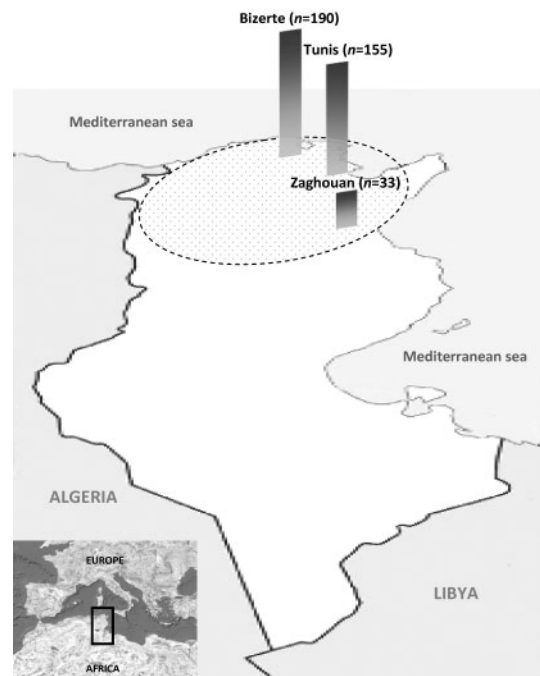 Bizerte (n=190)
Tunis (n=155)
Mediterranean sea
Zaghouan (n=33)
Mediterranean sea
ALGERIA
EUROPE
LIBYA
AFRICA